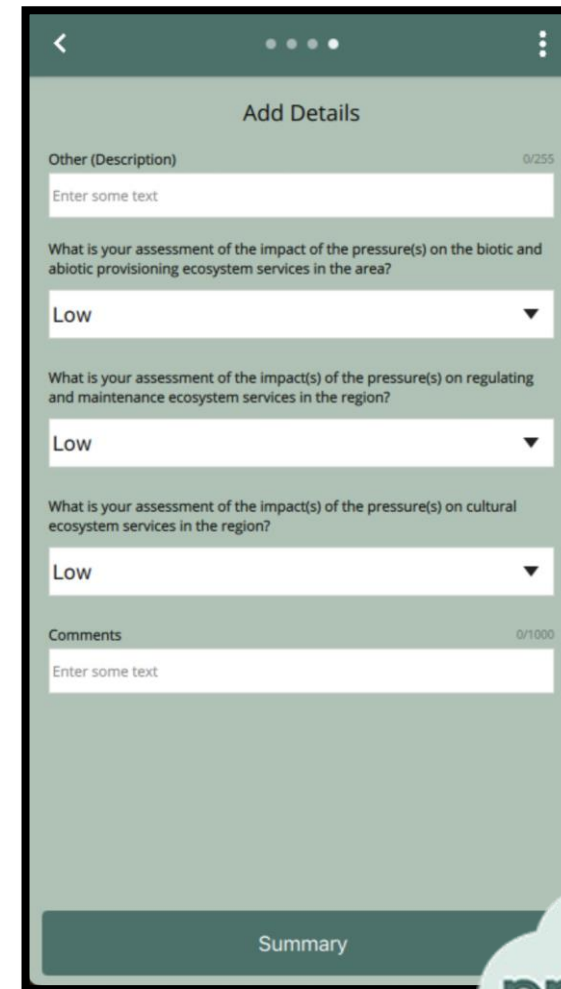 Add Details
Other (Description) 0/255
Enter some text
What is your assessment of the impact of the pressure(s) on the biotic and
abiotic provisioning ecosystem services in the area?
Low
What is your assessment of the impact(s) of the pressure(s) on regulating
and maintenance ecosystem services in the region?
Low
What is your assessment of the impact(s) of the pressure(s) on cultural
ecosystem services in the region?
Low
Comments 0/1000
Enter some text
Summary